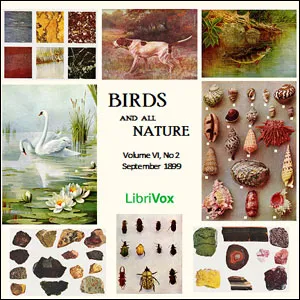 BIRDS
AND ALL
NATURE
Volume VI, No 2
September 1899
LibriVox